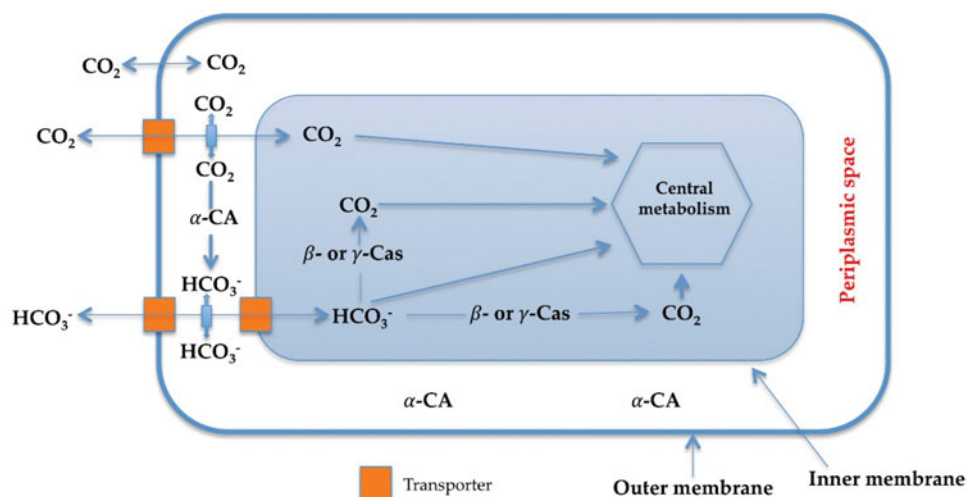 CO₂ CO₂
CO₂
CO₂ CO₂
CO₂
α-CA
HCO₃⁻
HCO₃⁻ HCO₃⁻
HCO₃⁻
CO₂
β- or γ-Cas
β- or γ-Cas
CO₂
Central
metabolism
Periplasmic space
α-CA α-CA
Transporter
Outer membrane
Inner membrane